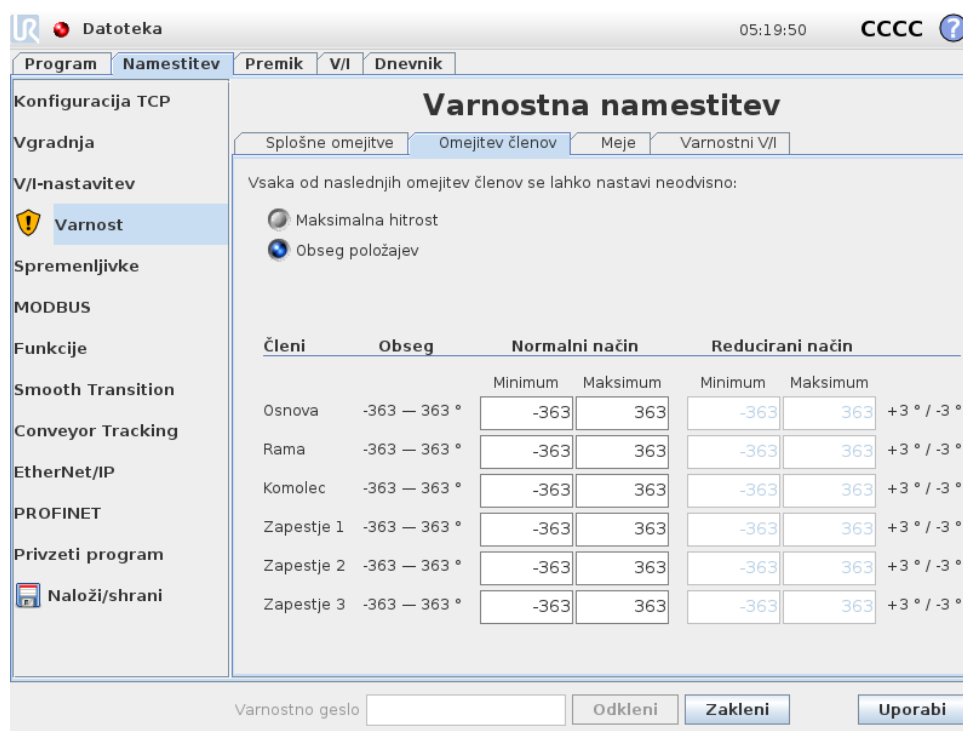 UR Datoteka 05:19:50 CCCC ?
Program Namestitev Premik V/I Dnevnik
Konfiguracija TCP
Vgradnja
V/I-nastavitev
Varnost
Spremenljivke
MODBUS
Funkcije
Smooth Transition
Conveyor Tracking
EtherNet/IP
PROFINET
Privzeti program
Naloži/shrani
Varnostna namestitev
Splošne omejitve Omejitev členov Meje Varnostni V/I
Vsaka od naslednjih omejitev členov se lahko nastavi neodvisno:
Maksimalna hitrost
Obseg položajev
Členi Obseg Normalni način Reducirani način
Minimum Maksimum Minimum Maksimum
Osnova -363 — 363 ° -363 363 -363 363 +3 ° / -3 °
Rama -363 — 363 ° -363 363 -363 363 +3 ° / -3 °
Komolec -363 — 363 ° -363 363 -363 363 +3 ° / -3 °
Zapestje 1 -363 — 363 ° -363 363 -363 363 +3 ° / -3 °
Zapestje 2 -363 — 363 ° -363 363 -363 363 +3 ° / -3 °
Zapestje 3 -363 — 363 ° -363 363 -363 363 +3 ° / -3 °
Varnostno geslo Odkleni Zakleni Uporabi